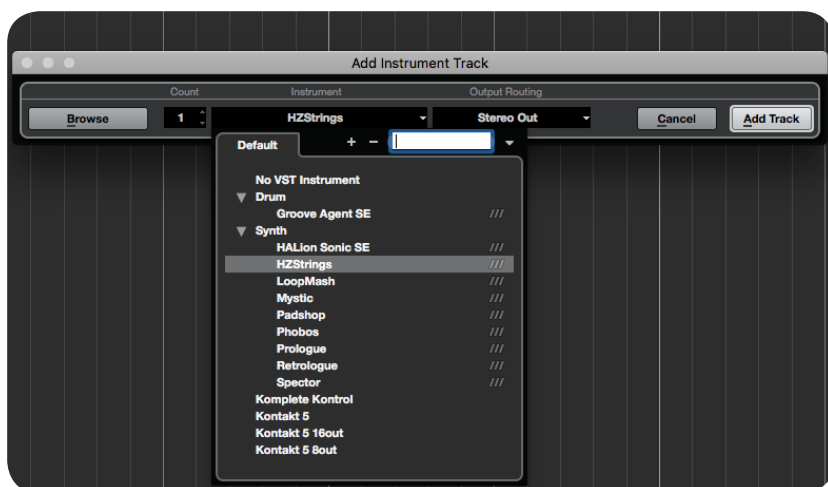 Add Instrument Track
Count Instrument Output Routing
Browse 1 HZStrings Stereo Out Cancel Add Track
Default + −
No VST Instrument
Drum
Groove Agent SE ///
Synth
HALion Sonic SE ///
HZStrings ///
LoopMash ///
Mystic ///
Padshop ///
Phobos ///
Prologue ///
Retrologue ///
Spector ///
Komplete Kontrol
Kontakt 5
Kontakt 5 16out
Kontakt 5 8out